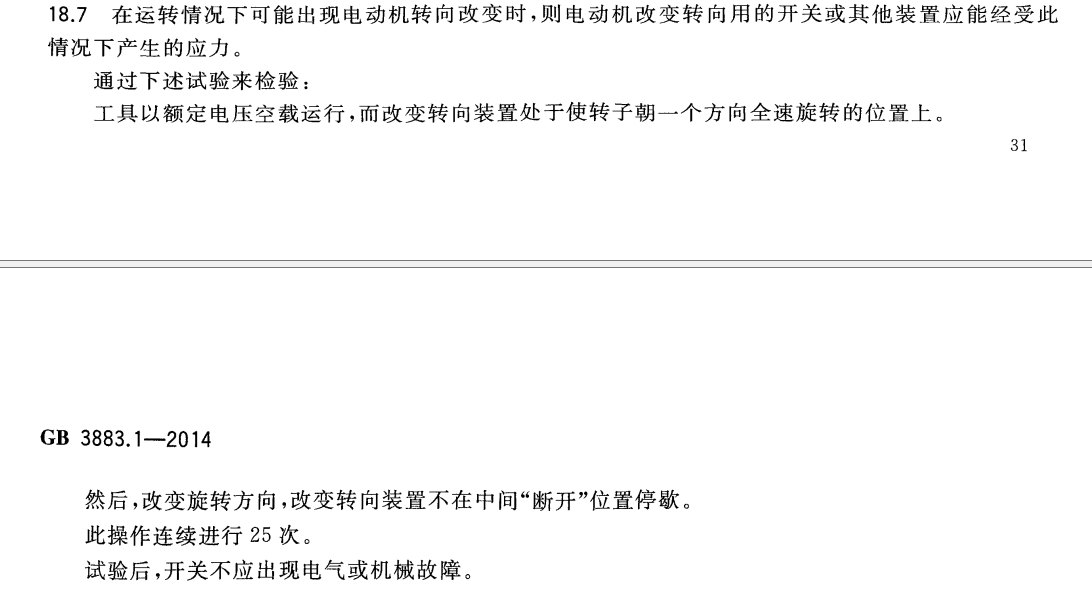 18.7 在运转情况下可能出现电动机转向改变时,则电动机改变转向用的开关或其他装置应能经受此
情况下产生的应力。
通过下述试验来检验:
工具以额定电压空载运行,而改变转向装置处于使转子朝一个方向全速旋转的位置上。
31
GB 3883.1—2014
然后,改变旋转方向,改变转向装置不在中间“断开”位置停歇。
此操作连续进行 25 次。
试验后,开关不应出现电气或机械故障。